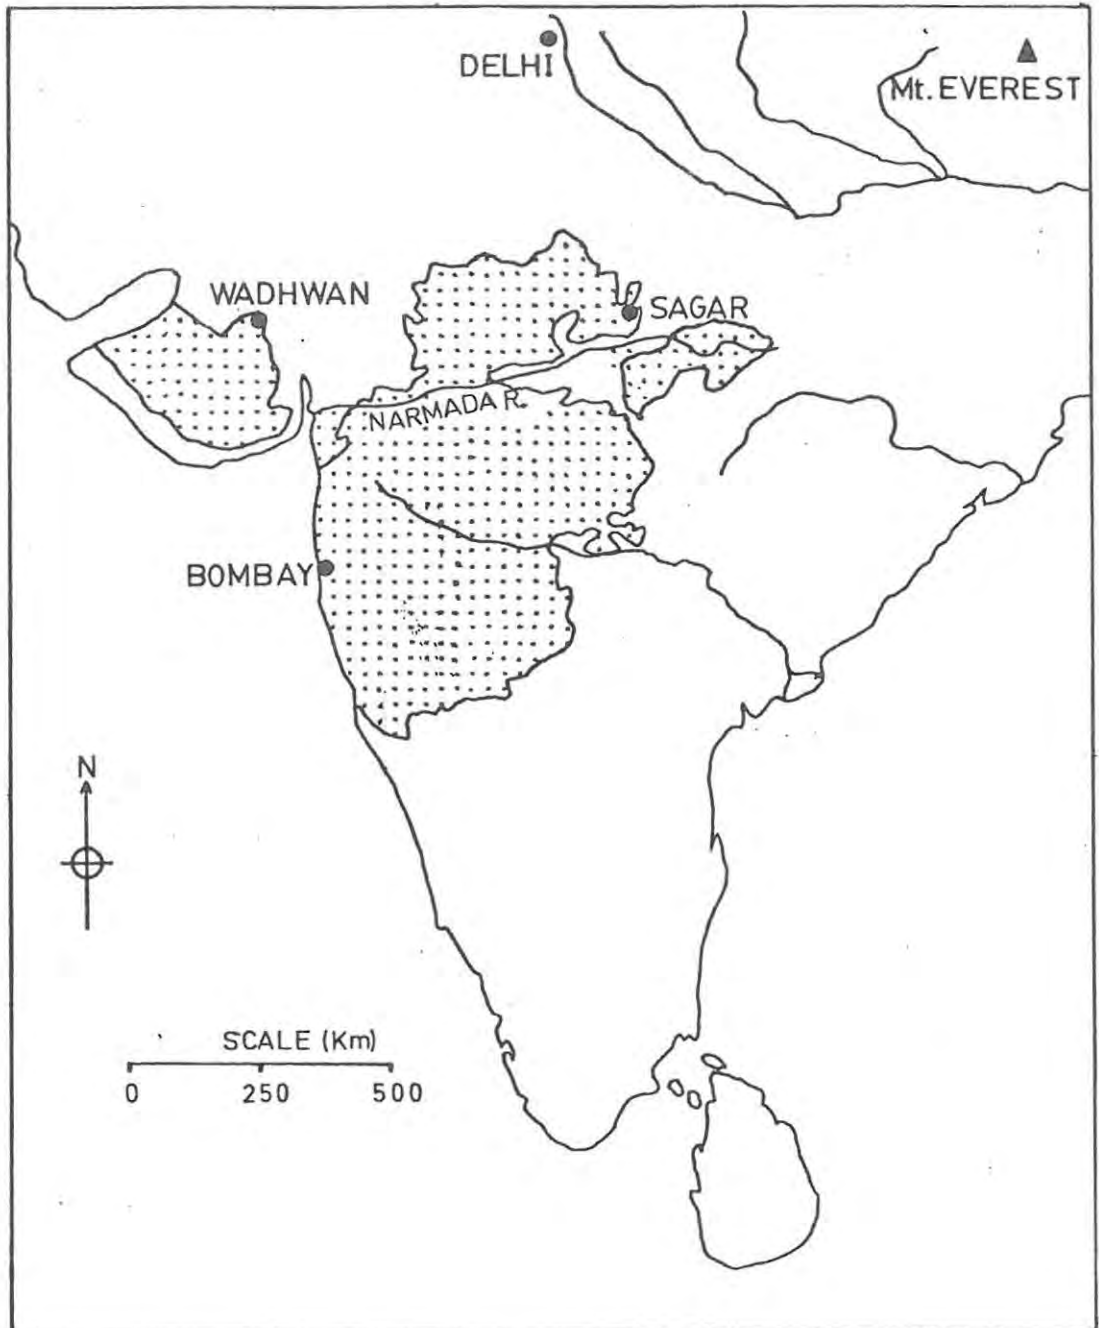 DELHI
Mt. EVEREST
WADHWAN
SAGAR
NARMADA R.
BOMBAY
N
SCALE (Km)
0 250 500